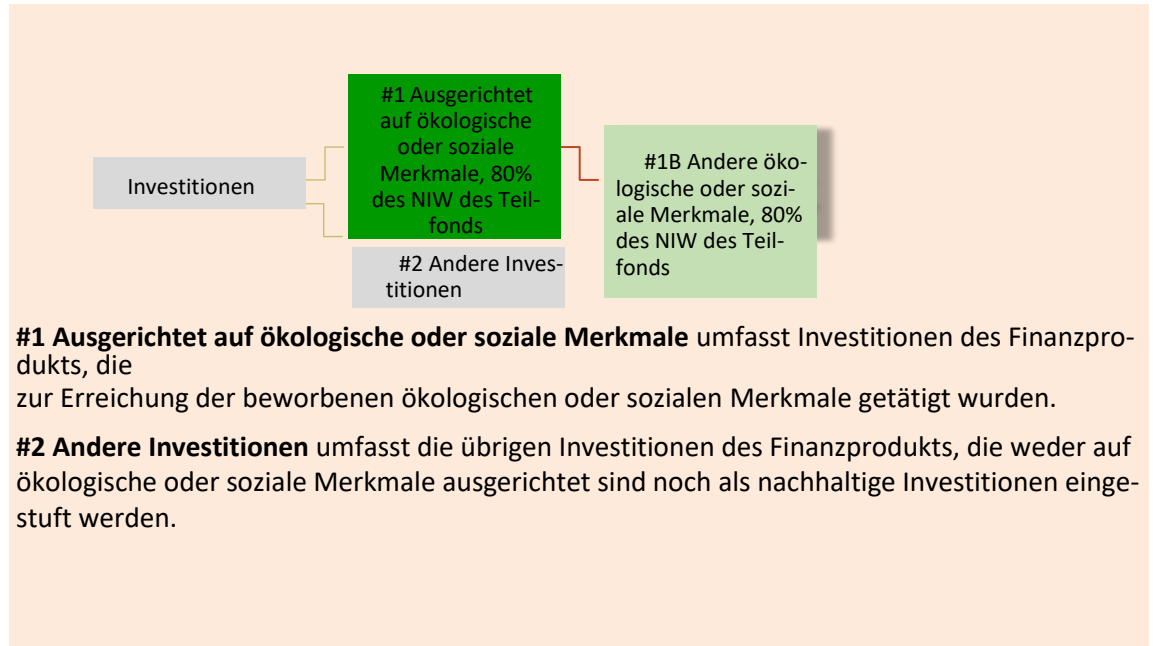 #1 Ausgerichtet
auf ökologische
oder soziale
Merkmale, 80%
des NIW des Teil-
fonds
Investitionen
#1B Andere öko-
logische oder sozi-
ale Merkmale, 80%
des NIW des Teil-
fonds
#2 Andere Inves-
titionen
#1 Ausgerichtet auf ökologische oder soziale Merkmale umfasst Investitionen des Finanzpro-
dukts, die
zur Erreichung der beworbenen ökologischen oder sozialen Merkmale getätigt wurden.
#2 Andere Investitionen umfasst die übrigen Investitionen des Finanzprodukts, die weder auf
ökologische oder soziale Merkmale ausgerichtet sind noch als nachhaltige Investitionen einge-
stuft werden.